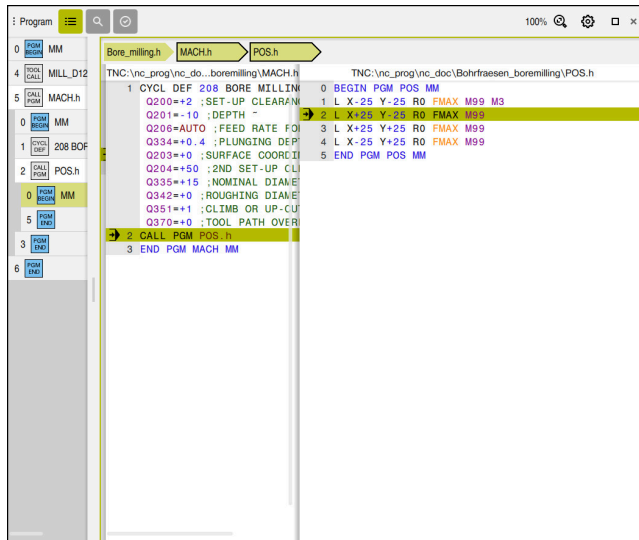 Program
100%
0 PGM BEGIN MM
4 TOOL CALL MILL_D12
5 CALL PGM MACH.h
0 PGM BEGIN MM
1 CYCL DEF 208 BOF
2 CALL PGM POS.h
0 PGM BEGIN MM
5 PGM END
3 PGM END
6 PGM END
Bore_milling.h MACH.h POS.h
TNC:\nc_prog\nc_do...boremilling\MACH.h
1 CYCL DEF 208 BORE MILLING
Q200=+2 ;SET-UP CLEARAN
Q201=-10 ;DEPTH ~
Q206=AUTO ;FEED RATE FO
Q334=+0.4 ;PLUNGING DEP
Q203=+0 ;SURFACE COORDI
Q204=+50 ;2ND SET-UP CL
Q335=+15 ;NOMINAL DIAME
Q342=+0 ;ROUGHING DIAME
Q351=+1 ;CLIMB OR UP-CU
Q370=+0 ;TOOL PATH OVER
2 CALL PGM POS.h
3 END PGM MACH MM
TNC:\nc_prog\nc_doc\Bohrfraesen_boremilling\POS.h
0 BEGIN PGM POS MM
1 L X-25 Y-25 R0 FMAX M99 M3
2 L X+25 Y-25 R0 FMAX M99
3 L X+25 Y+25 R0 FMAX M99
4 L X-25 Y+25 R0 FMAX M99
5 END PGM POS MM